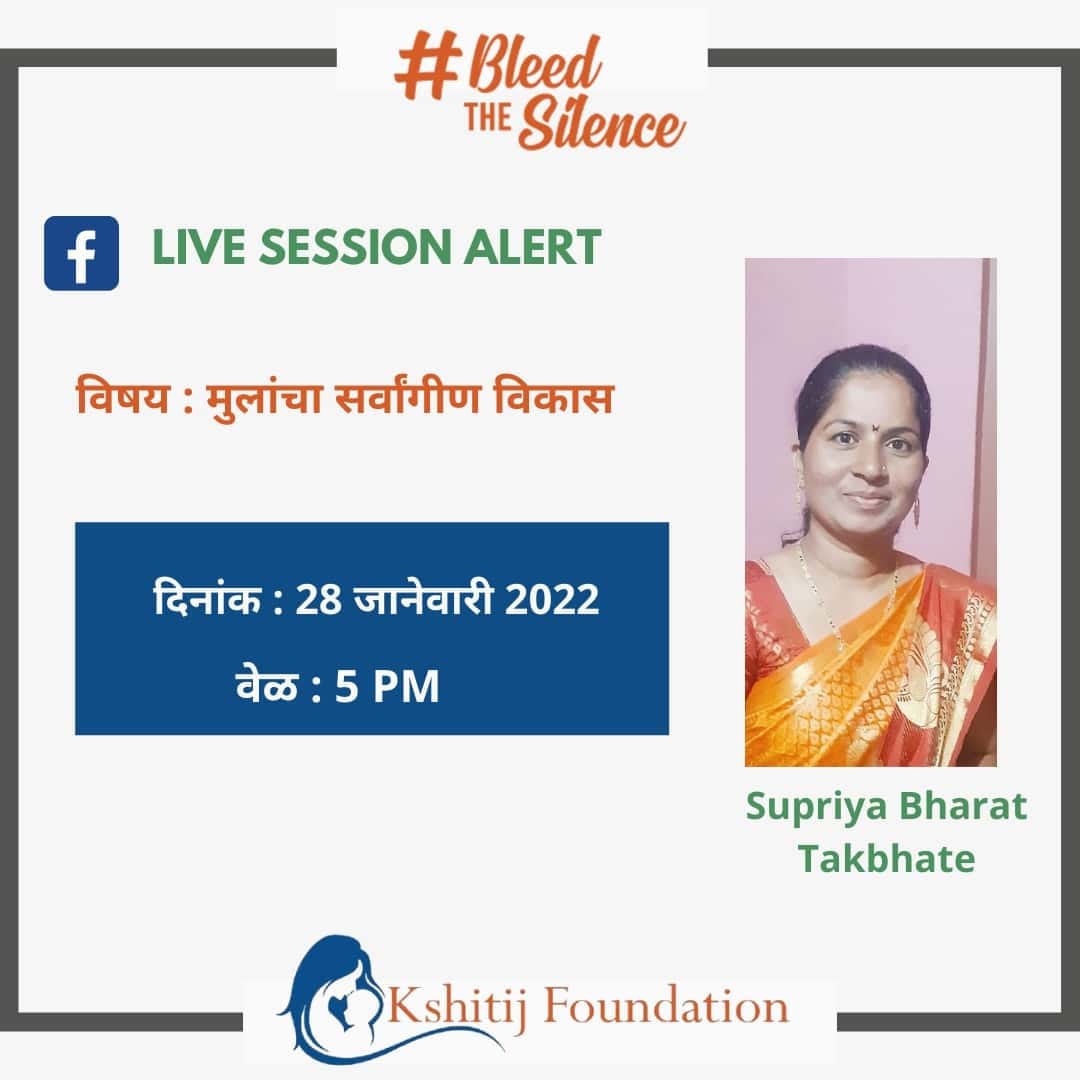 #Bleed
THE Silence
LIVE SESSION ALERT
विषय : मुलांचा सर्वांगीण विकास
दिनांक : 28 जानेवारी 2022
वेळ : 5 PM
Supriya Bharat
Takbhate
Kshitij Foundation